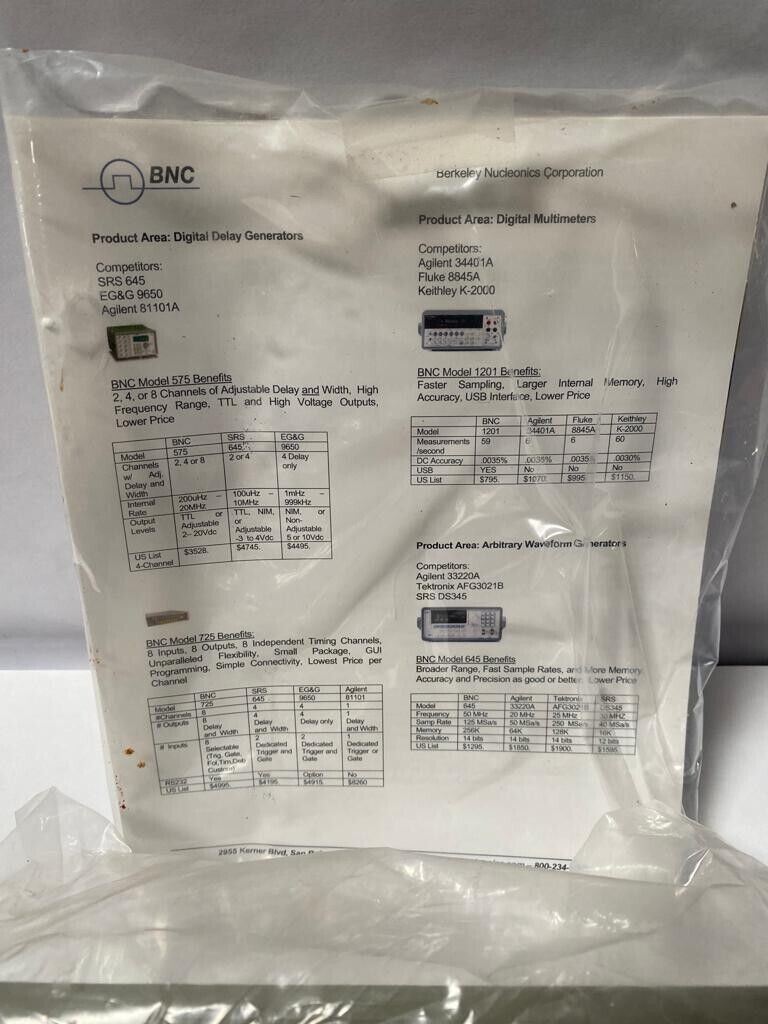 BNC
Berkeley Nucleonics Corporation
Product Area: Digital Delay Generators
Competitors:
SRS 645
EG&G 9650
Agilent 81101A
BNC Model 575 Benefits
2, 4, or 8 Channels of Adjustable Delay and Width, High
Frequency Range, TTL and High Voltage Outputs,
Lower Price
BNC SRS EG&G
Model 575 645 9650
Channels w/ Adj. Delay and Width 2, 4 or 8 2 or 4 4 Delay only
Internal Rate 200uHz – 20MHz 100uHz – 10MHz 1mHz – 999kHz
Output Levels TTL or Adjustable 2– 20Vdc TTL, NIM, or Adjustable -3 to 4Vdc NIM, or Non-Adjustable 5 or 10Vdc
US List 4-Channel $3528. $4745. $4495.
BNC Model 725 Benefits:
8 Inputs, 8 Outputs, 8 Independent Timing Channels,
Unparalleled Flexibility, Small Package, GUI
Programming, Simple Connectivity, Lowest Price per
Channel
BNC SRS EG&G Agilent
Model 725 645 9650 81101
#Channels 8 4 4 1
# Outputs 8 Delay and Width 4 Delay and Width 4 Delay only 1 Delay and Width
# Inputs 8 Selectable (Trig, Gate, 2 Dedicated Trigger and Gate 2 Dedicated Trigger and Gate 1 Dedicated Trigger or Gate
RS232 Yes Yes Option No
US List $4995. $4195. $4915. $8260
Product Area: Digital Multimeters
Competitors:
Agilent 34401A
Fluke 8845A
Keithley K-2000
BNC Model 1201 Benefits:
Faster Sampling, Larger Internal Memory, High
Accuracy, USB Interface, Lower Price
BNC Agilent Fluke Keithley
Model 1201 34401A 8845A K-2000
Measurements /second 59 6 6 60
DC Accuracy .0035% .0035% .0035% .0030%
USB YES No No No
US List $795. $1070. $995 $1150.
Product Area: Arbitrary Waveform Generators
Competitors:
Agilent 33220A
Tektronix AFG3021B
SRS DS345
BNC Model 645 Benefits
Broader Range, Fast Sample Rates, and More Memory
Accuracy and Precision as good or better. Lower Price
BNC Agilent Tektronix SRS
Model 645 33220A AFG3021B DS345
Frequency 50 MHz 20 MHz 25 MHz MHZ
Samp Rate 125 MSa/s 50 MSa/s 250 MSa/s 40 MSa/s
Memory 256K 64K 128K 16K
Resolution 14 bits 14 bits 14 bits 12 bits
US List $1295. $1850. $1900. $1595.
2955 Kerner Blvd, San
800-234-